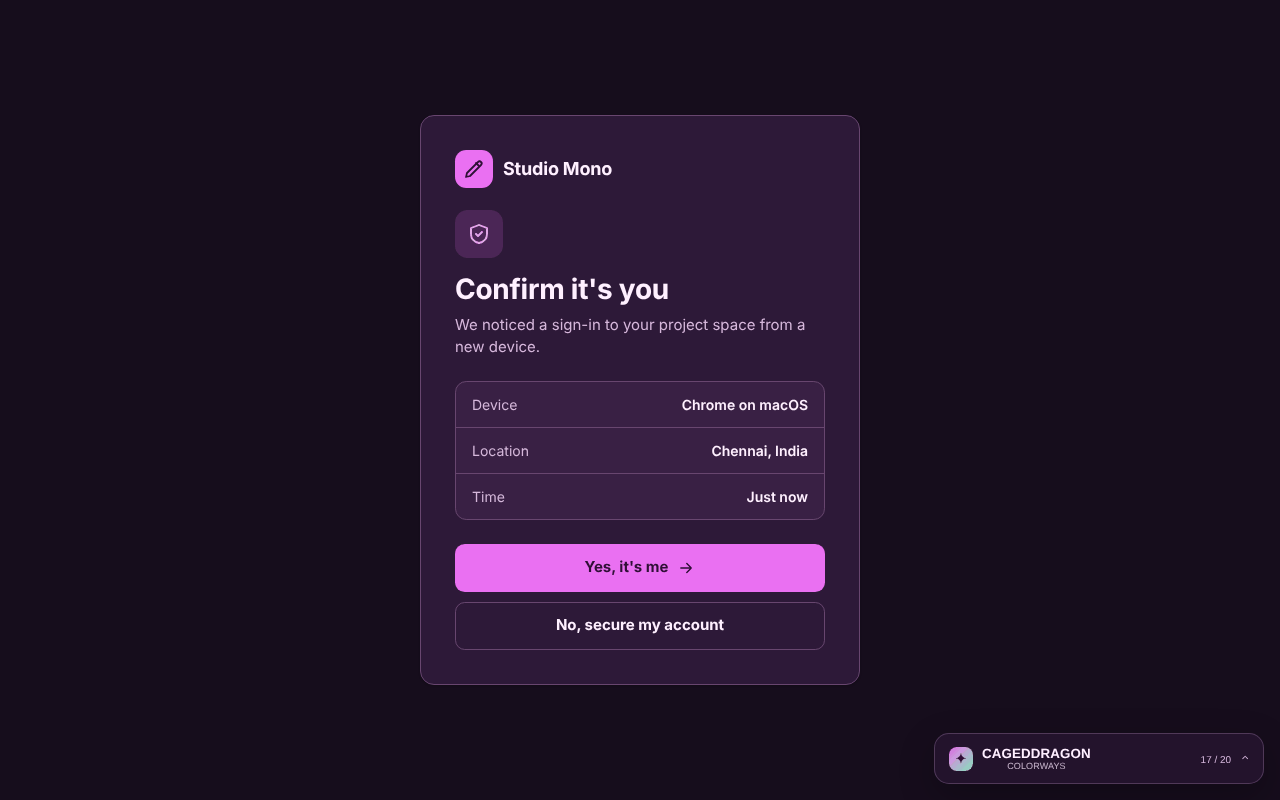 Studio Mono
Confirm it's you
We noticed a sign-in to your project space from a
new device.
Device Chrome on macOS
Location Chennai, India
Time Just now
Yes, it's me
No, secure my account
CAGEDDRAGON
COLORWAYS
17 / 20